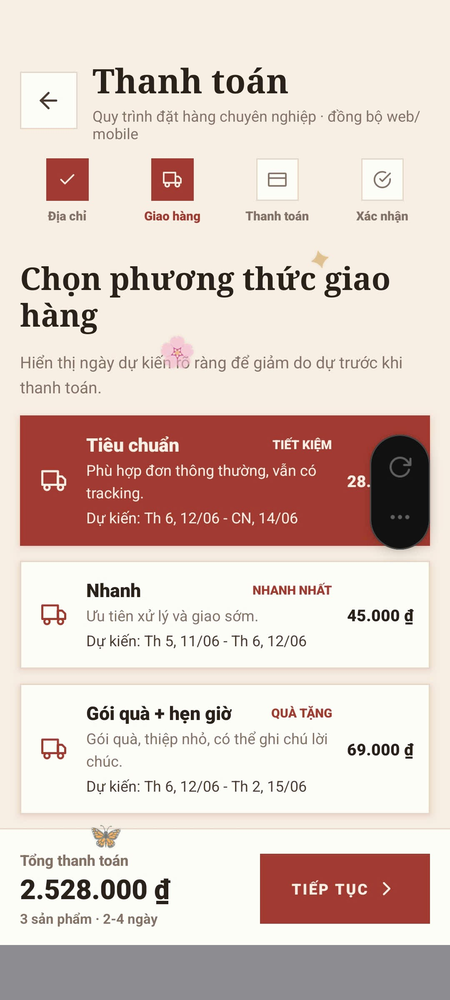 Thanh toán
Quy trình đặt hàng chuyên nghiệp · đồng bộ web/
mobile
Địa chỉ
Giao hàng
Thanh toán
Xác nhận
Chọn phương thức giao
hàng
Hiển thị ngày dự kiến rõ ràng để giảm do dự trước khi
thanh toán.
Tiêu chuẩn
TIẾT KIỆM
Phù hợp đơn thông thường, vẫn có
tracking.
28.
Dự kiến: Th 6, 12/06 - CN, 14/06
Nhanh
NHANH NHẤT
Ưu tiên xử lý và giao sớm.
45.000 ₫
Dự kiến: Th 5, 11/06 - Th 6, 12/06
Gói quà + hẹn giờ
QUÀ TẶNG
Gói quà, thiệp nhỏ, có thể ghi chú lời
chúc.
69.000 ₫
Dự kiến: Th 6, 12/06 - Th 2, 15/06
Tổng thanh toán
2.528.000 ₫
3 sản phẩm · 2-4 ngày
TIẾP TỤC